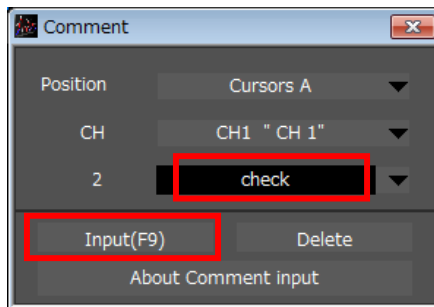 Comment
Position Cursors A
CH CH1 " CH 1"
2 check
Input(F9) Delete
About Comment input